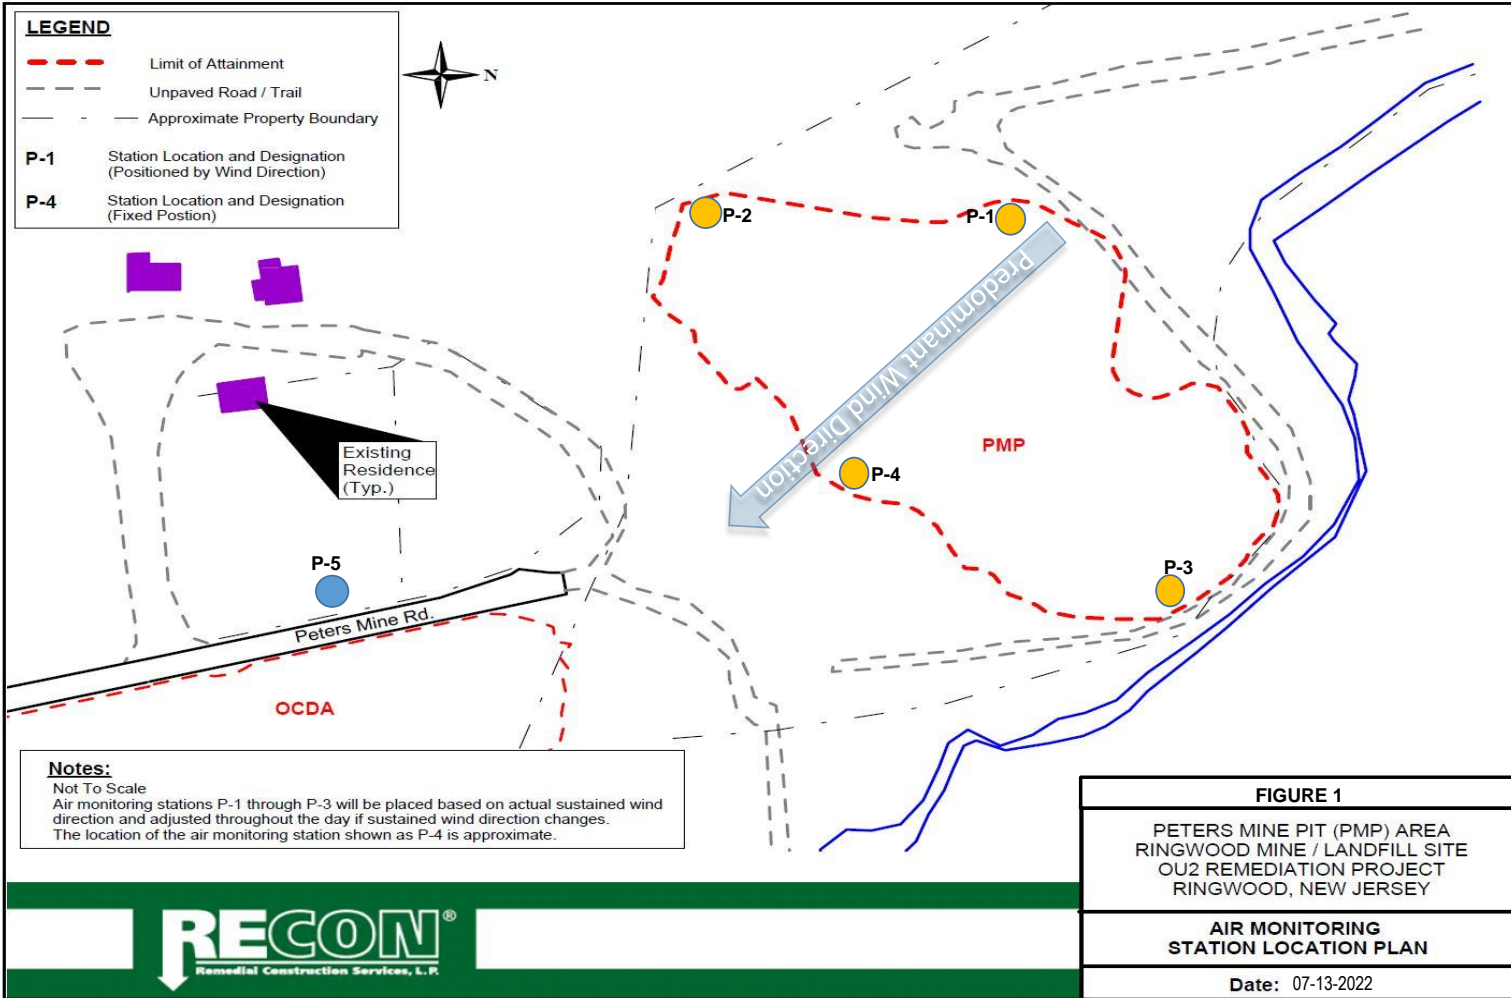 LEGEND
Limit of Attainment
Unpaved Road / Trail
Approximate Property Boundary
P-1 Station Location and Designation
(Positioned by Wind Direction)
P-4 Station Location and Designation
(Fixed Postion)
N
P-2
P-1
Predominant Wind Direction
PMP
P-4
Existing
Residence
(Typ.)
P-5
P-3
Peters Mine Rd.
OCDA
Notes:
Not To Scale
Air monitoring stations P-1 through P-3 will be placed based on actual sustained wind
direction and adjusted throughout the day if sustained wind direction changes.
The location of the air monitoring station shown as P-4 is approximate.
FIGURE 1
PETERS MINE PIT (PMP) AREA
RINGWOOD MINE / LANDFILL SITE
OU2 REMEDIATION PROJECT
RINGWOOD, NEW JERSEY
AIR MONITORING
STATION LOCATION PLAN
Date: 07-13-2022
RECON®
Remedial Construction Services, L.P.